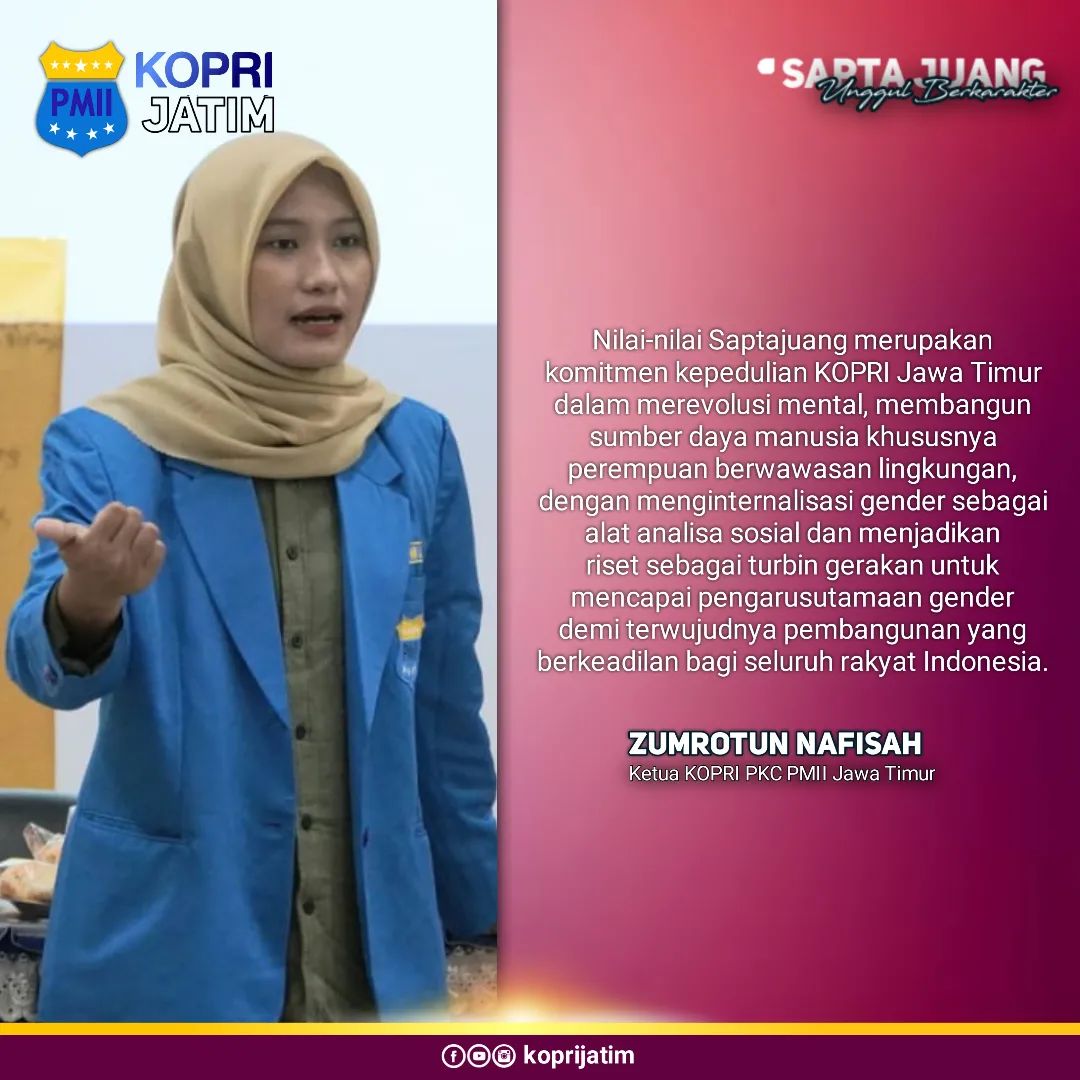 PMII
KOPRI
JATIM
SAPTA JUANG
Unggul Berkarakter
Nilai-nilai Saptajuang merupakan
komitmen kepedulian KOPRI Jawa Timur
dalam merevolusi mental, membangun
sumber daya manusia khususnya
perempuan berwawasan lingkungan,
dengan menginternalisasi gender sebagai
alat analisa sosial dan menjadikan
riset sebagai turbin gerakan untuk
mencapai pengarusutamaan gender
demi terwujudnya pembangunan yang
berkeadilan bagi seluruh rakyat Indonesia.
ZUMROTUN NAFISAH
Ketua KOPRI PKC PMII Jawa Timur
koprijatim